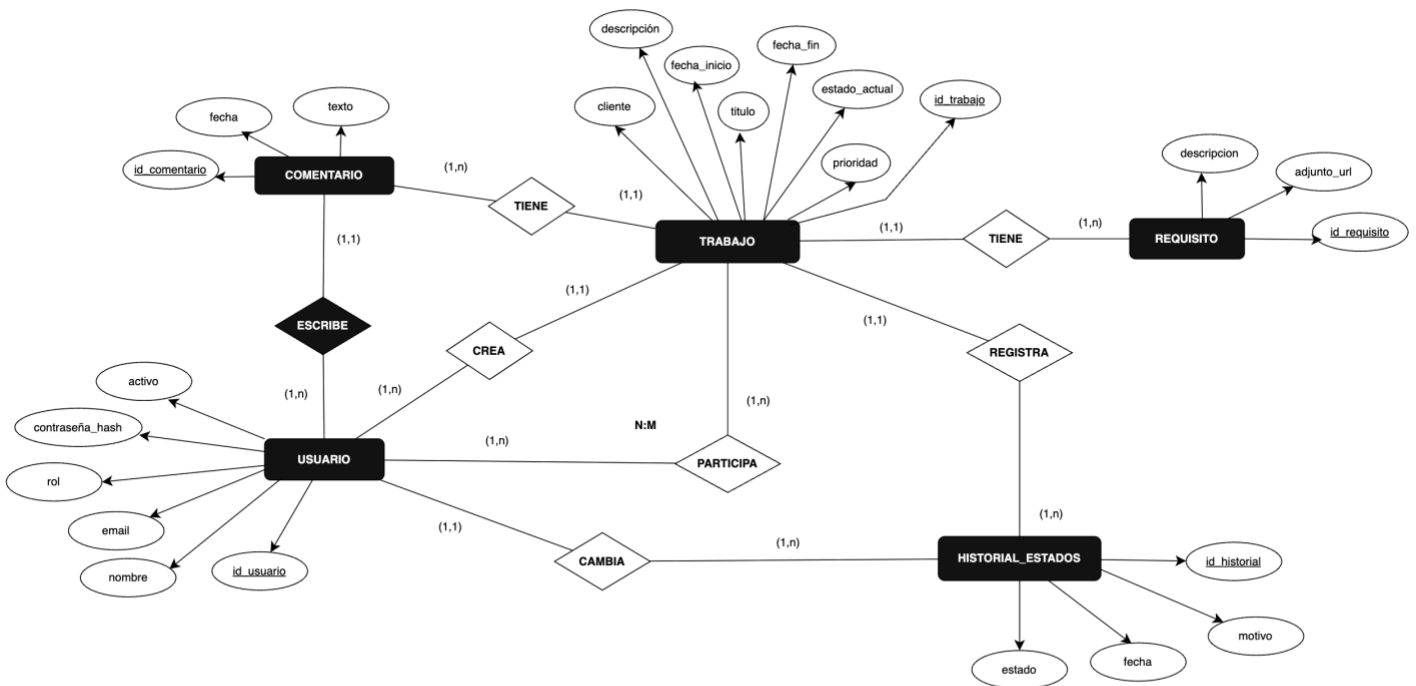 descripción
fecha_fin
fecha_inicio
estado_actual
id_trabajo
cliente
titulo
texto
fecha
prioridad
descripcion
adjunto_url
id_comentario
COMENTARIO
(1,n)
TIENE
(1,1)
TRABAJO
(1,1)
TIENE
(1,n)
REQUISITO
id_requisito
(1,1)
(1,1)
(1,1)
ESCRIBE
CREA
REGISTRA
activo
(1,n)
(1,n)
(1,n)
contraseña_hash
N:M
(1,n)
USUARIO
PARTICIPA
rol
email
nombre
id_usuario
(1,1)
CAMBIA
(1,n)
(1,n)
HISTORIAL_ESTADOS
id_historial
motivo
estado
fecha